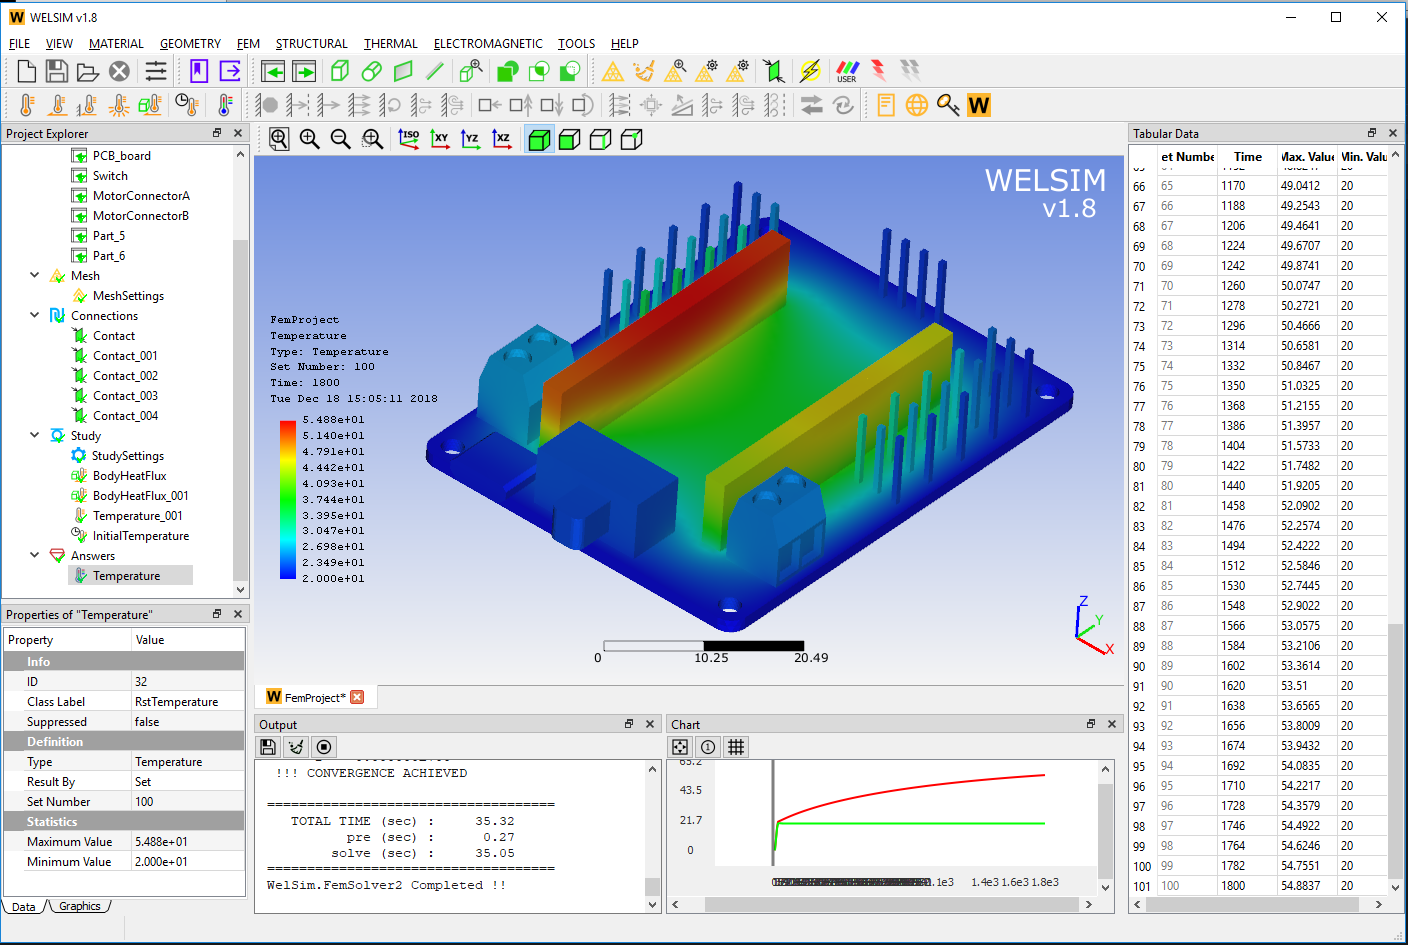 WELSIM v1.8
FILE VIEW MATERIAL GEOMETRY FEM STRUCTURAL THERMAL ELECTROMAGNETIC TOOLS HELP
USER
W
Project Explorer
PCB_board
Switch
MotorConnectorA
MotorConnectorB
Part_5
Part_6
Mesh
MeshSettings
Connections
Contact
Contact_001
Contact_002
Contact_003
Contact_004
Study
StudySettings
BodyHeatFlux
BodyHeatFlux_001
Temperature_001
InitialTemperature
Answers
Temperature
Properties of "Temperature"
Property Value
Info
ID 32
Class Label RstTemperature
Suppressed false
Definition
Type Temperature
Result By Set
Set Number 100
Statistics
Maximum Value 5.488e+01
Minimum Value 2.000e+01
Data Graphics
ISO XY YZ XZ
WELSIM
v1.8
FemProject
Temperature
Type: Temperature
Set Number: 100
Time: 1800
Tue Dec 18 15:05:11 2018
5.488e+01
5.140e+01
4.791e+01
4.442e+01
4.093e+01
3.744e+01
3.395e+01
3.047e+01
2.698e+01
2.349e+01
2.000e+01
0 10.25 20.49
Z
Y
X
FemProject*
Output
!!! CONVERGENCE ACHIEVED
=====================================
TOTAL TIME (sec) : 35.32
pre (sec) : 0.27
solve (sec) : 35.05
=====================================
WelSim.FemSolver2 Completed !!
Chart
65.2
43.5
21.7
0
.1e3 1.4e3 1.6e3 1.8e3
Tabular Data
et Numbe Time Max. Value Min. Valu
66 65 1170 49.0412 20
67 66 1188 49.2543 20
68 67 1206 49.4641 20
69 68 1224 49.6707 20
70 69 1242 49.8741 20
71 70 1260 50.0747 20
72 71 1278 50.2721 20
73 72 1296 50.4666 20
74 73 1314 50.6581 20
75 74 1332 50.8467 20
76 75 1350 51.0325 20
77 76 1368 51.2155 20
78 77 1386 51.3957 20
79 78 1404 51.5733 20
80 79 1422 51.7482 20
81 80 1440 51.9205 20
82 81 1458 52.0902 20
83 82 1476 52.2574 20
84 83 1494 52.4222 20
85 84 1512 52.5846 20
86 85 1530 52.7445 20
87 86 1548 52.9022 20
88 87 1566 53.0575 20
89 88 1584 53.2106 20
90 89 1602 53.3614 20
91 90 1620 53.51 20
92 91 1638 53.6565 20
93 92 1656 53.8009 20
94 93 1674 53.9432 20
95 94 1692 54.0835 20
96 95 1710 54.2217 20
97 96 1728 54.3579 20
98 97 1746 54.4922 20
99 98 1764 54.6246 20
100 99 1782 54.7551 20
101 100 1800 54.8837 20